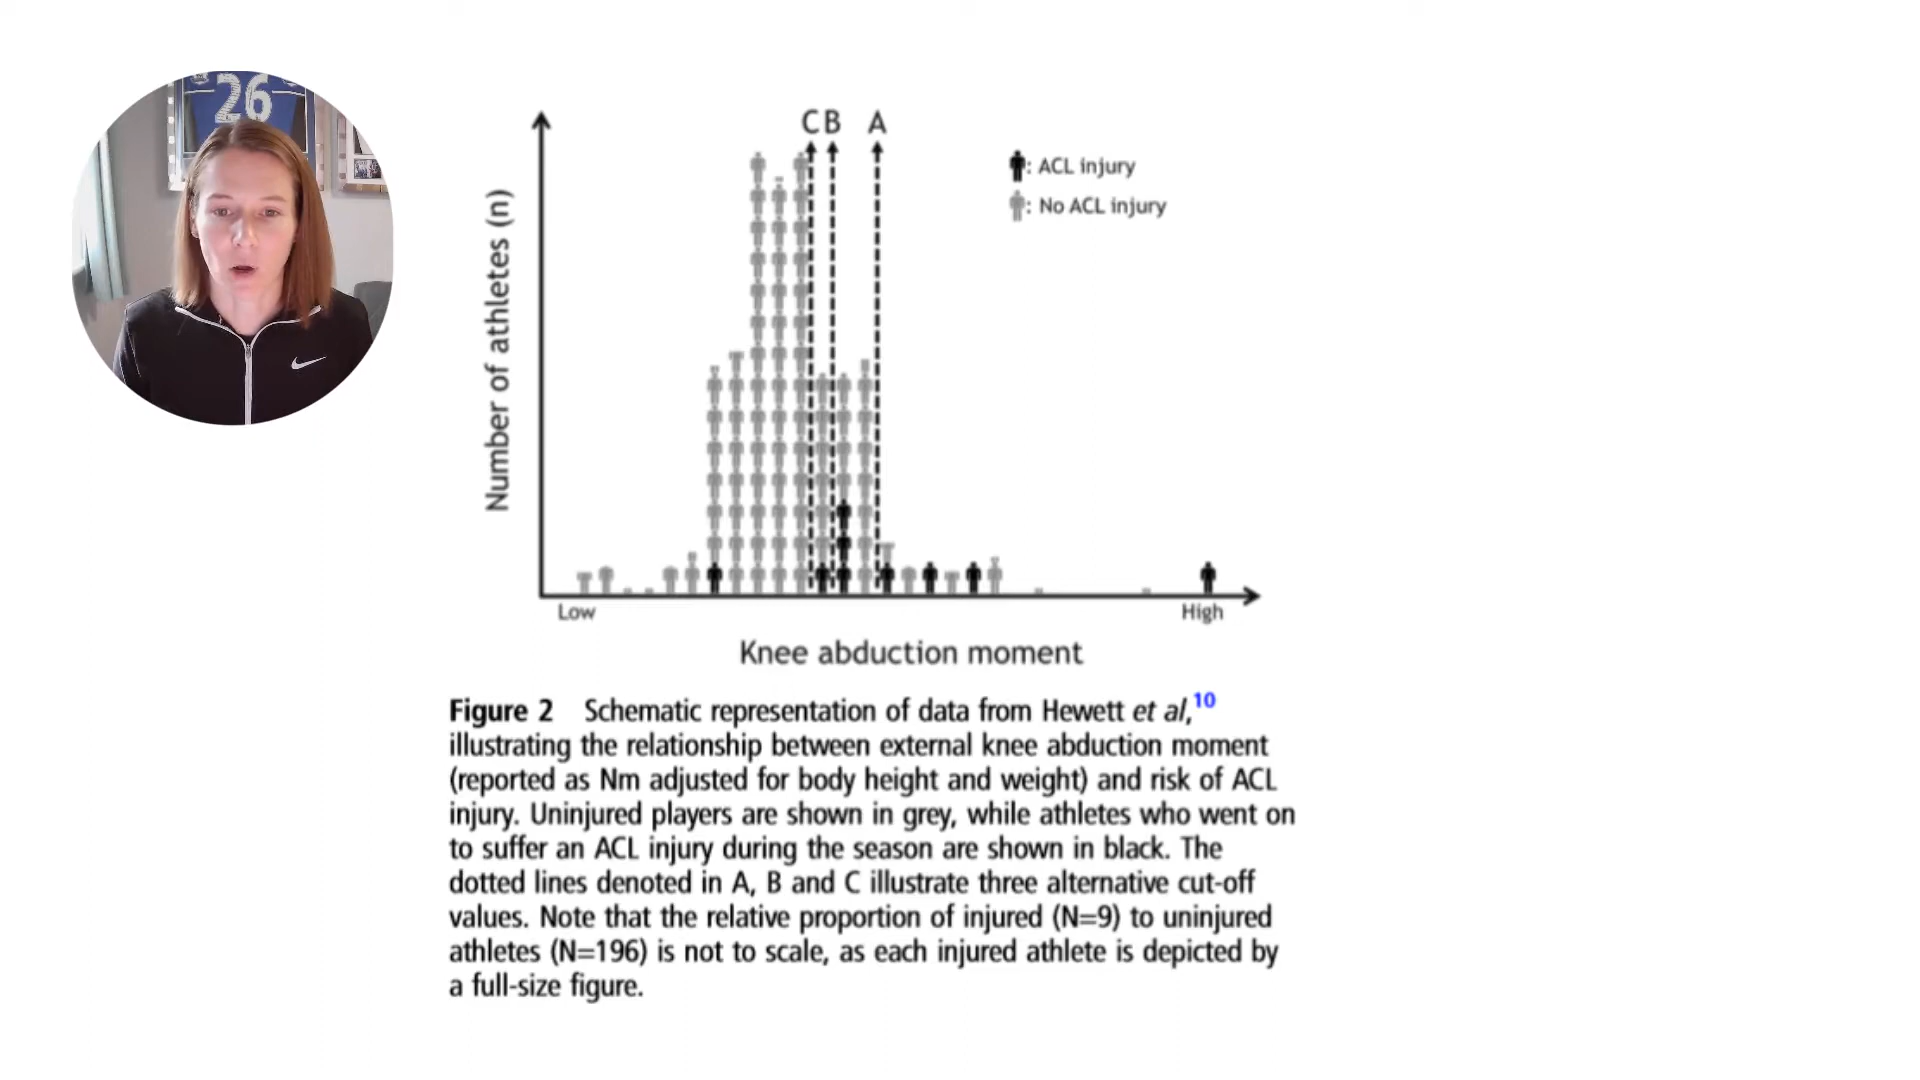 26
C B A
: ACL injury
: No ACL injury
Number of athletes (n)
Low
High
Knee abduction moment
Figure 2 Schematic representation of data from Hewett et al,10
illustrating the relationship between external knee abduction moment
(reported as Nm adjusted for body height and weight) and risk of ACL
injury. Uninjured players are shown in grey, while athletes who went on
to suffer an ACL injury during the season are shown in black. The
dotted lines denoted in A, B and C illustrate three alternative cut-off
values. Note that the relative proportion of injured (N=9) to uninjured
athletes (N=196) is not to scale, as each injured athlete is depicted by
a full-size figure.